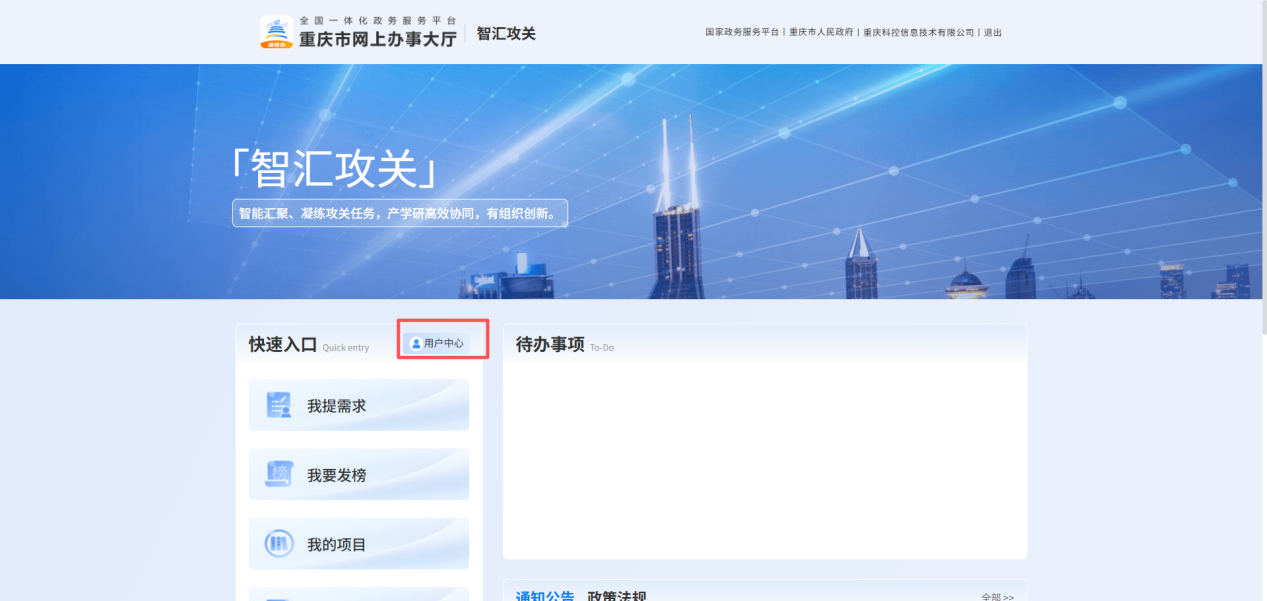 全国一体化政务服务平台
重庆市网上办事大厅
智汇攻关
国家政务服务平台 | 重庆市人民政府 | 重庆科控信息技术有限公司 | 退出
「智汇攻关」
智能汇聚、凝练攻关任务，产学研高效协同，有组织创新。
快速入口 Quick entry
用户中心
我提需求
榜
我要发榜
我的项目
待办事项 To-Do
通知公告 政策法规
全部 >>